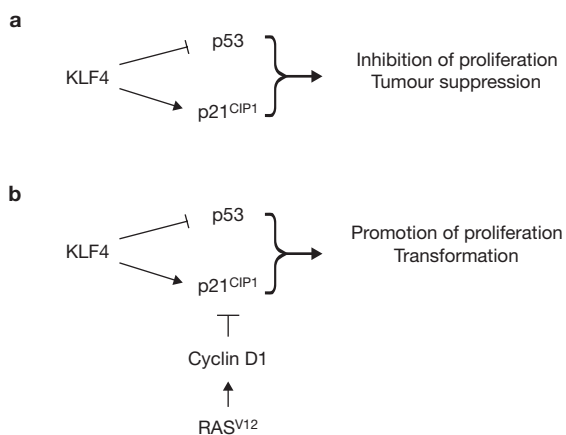 a
p53
KLF4
p21CIP1
Inhibition of proliferation
Tumour suppression
b
p53
KLF4
p21CIP1
Promotion of proliferation
Transformation
Cyclin D1
RASV12